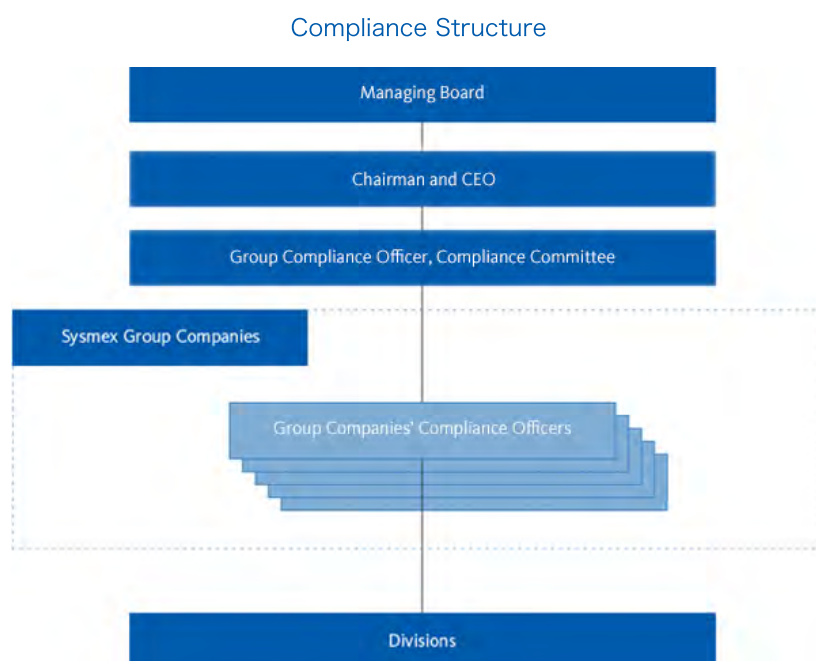 Compliance Structure
Managing Board
Chairman and CEO
Group Compliance Officer, Compliance Committee
Sysmex Group Companies
Group Companies' Compliance Officers
Divisions